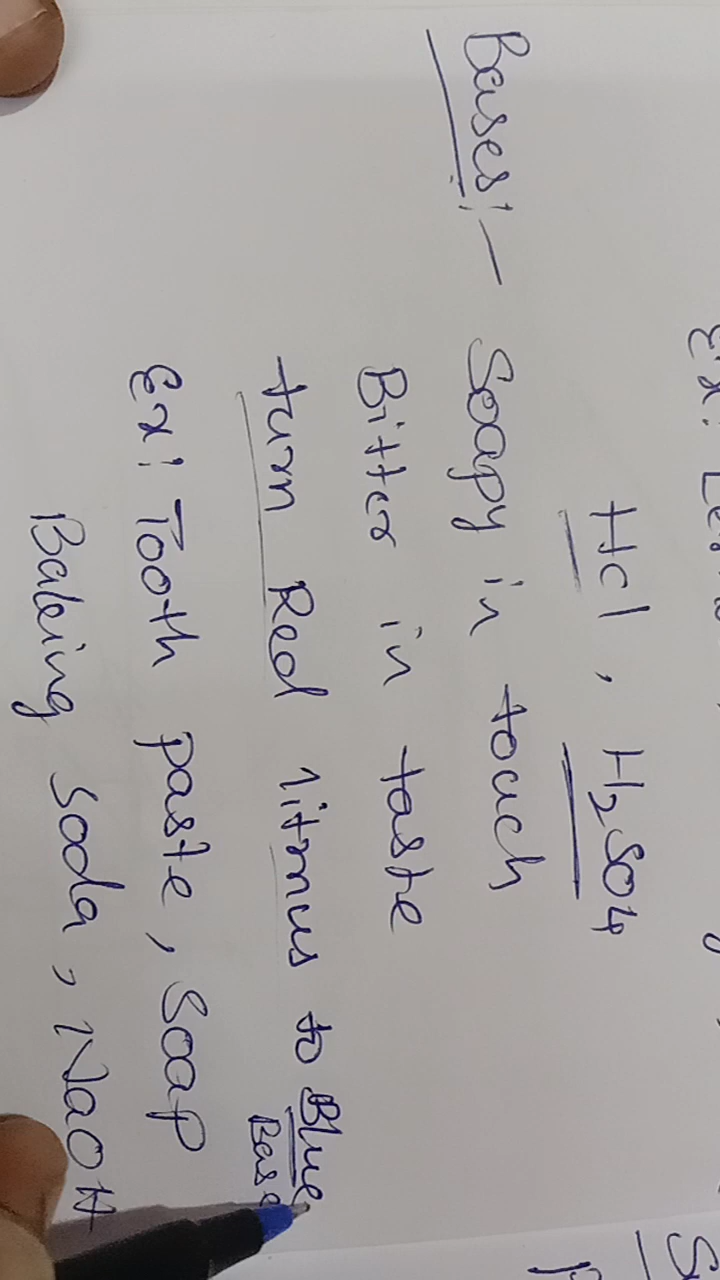 Ex:
HCl, H2SO4
Bases:- Soapy in touch
Bitter in taste
turn Red litmus to Blue
Base
Ex: Tooth paste, Soap
Baking Soda, NaOH